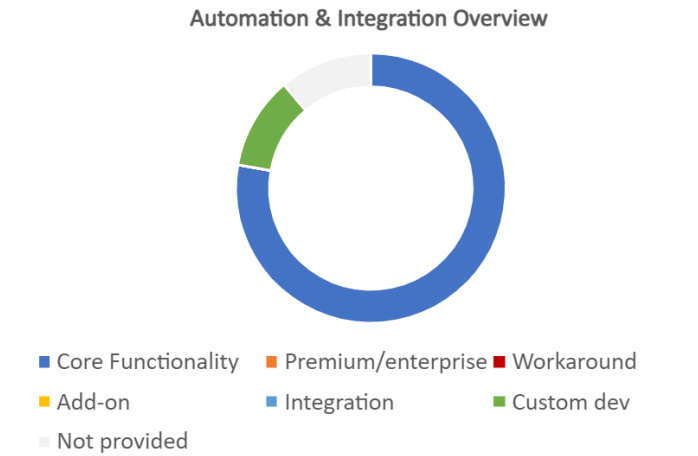 Automation & Integration Overview
Core Functionality Premium/enterprise Workaround
Add-on Integration Custom dev
Not provided